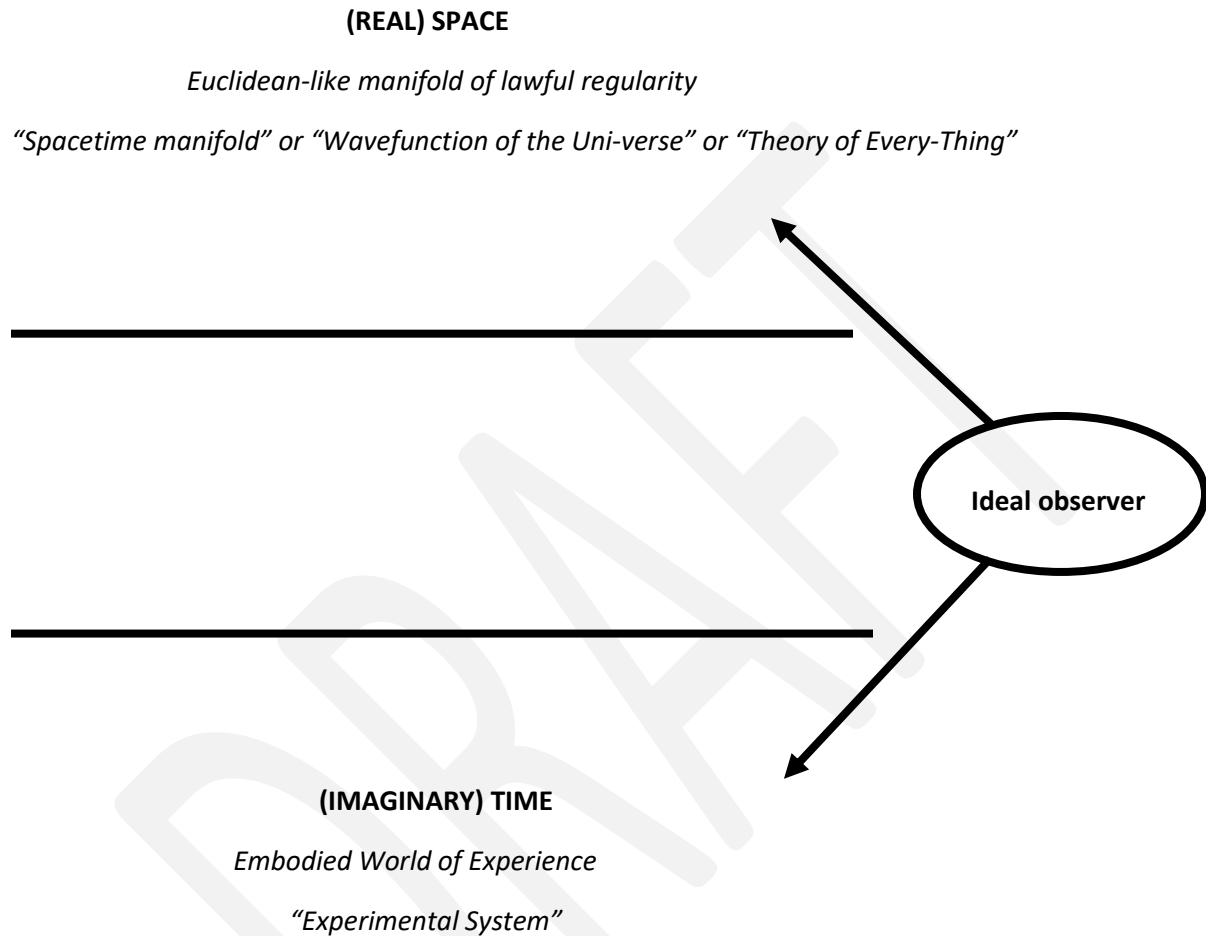 (REAL) SPACE
Euclidean-like manifold of lawful regularity
“Spacetime manifold” or “Wavefunction of the Uni-verse” or “Theory of Every-Thing”
Ideal observer
(IMAGINARY) TIME
Embodied World of Experience
“Experimental System”
DRAFT